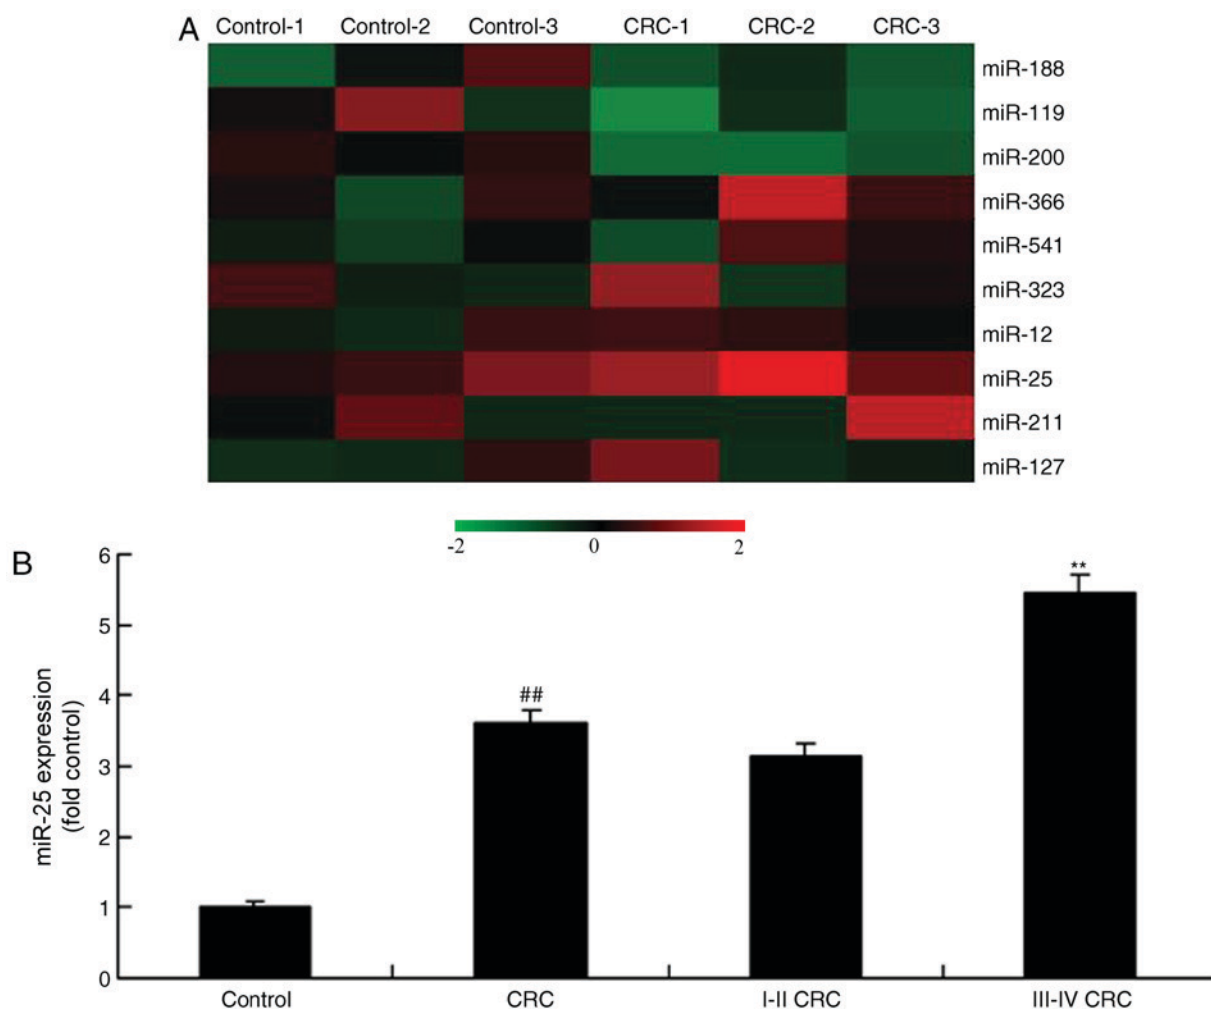 A
Control-1 Control-2 Control-3 CRC-1 CRC-2 CRC-3
miR-188
miR-119
miR-200
miR-366
miR-541
miR-323
miR-12
miR-25
miR-211
miR-127
-2 0 2
B
miR-25 expression
(fold control)
6
5
4
3
2
1
0
##
**
Control CRC I-II CRC III-IV CRC